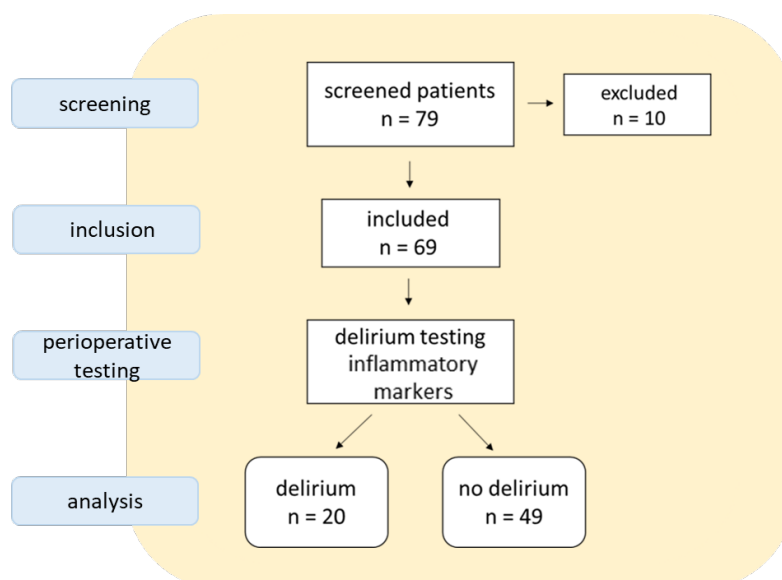 screening
screened patients
n = 79
excluded
n = 10
inclusion
included
n = 69
perioperative
testing
delirium testing
inflammatory
markers
analysis
delirium
n = 20
no delirium
n = 49